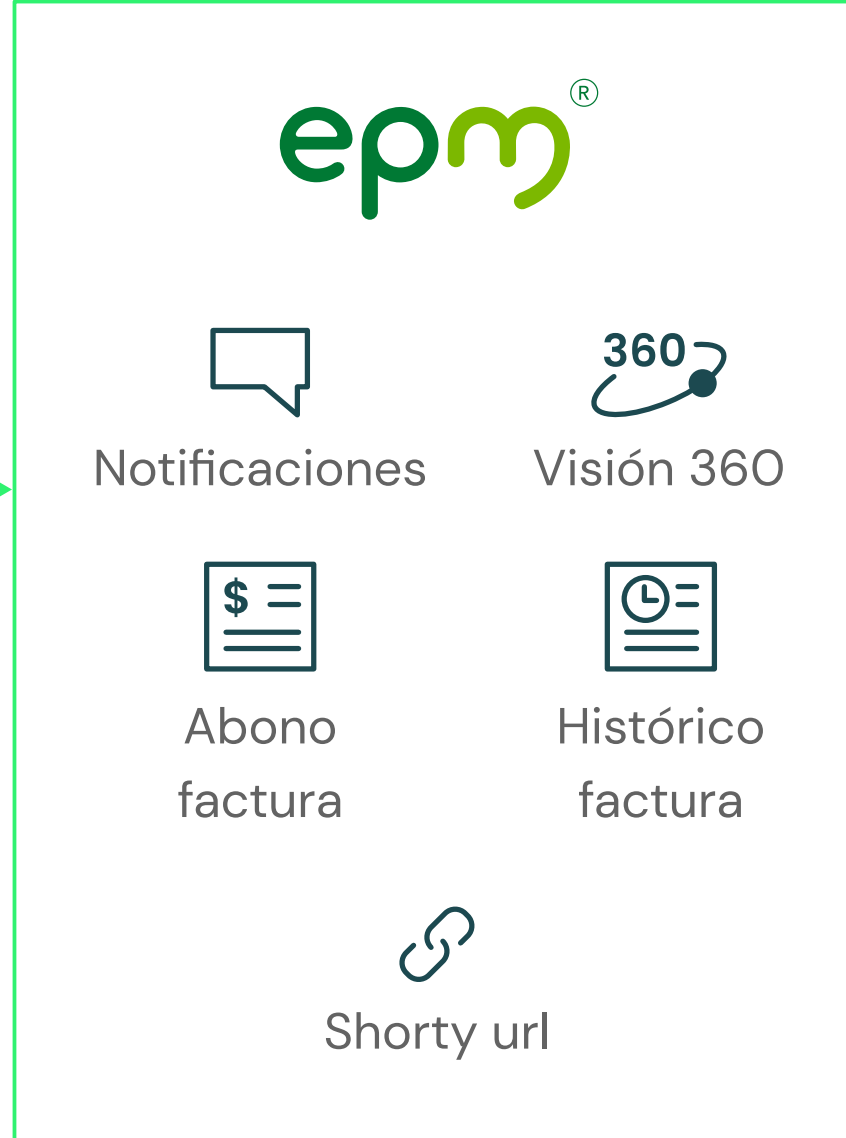 epm®
360
Notificaciones
Visión 360
$
Abono
factura
Histórico
factura
Shorty url